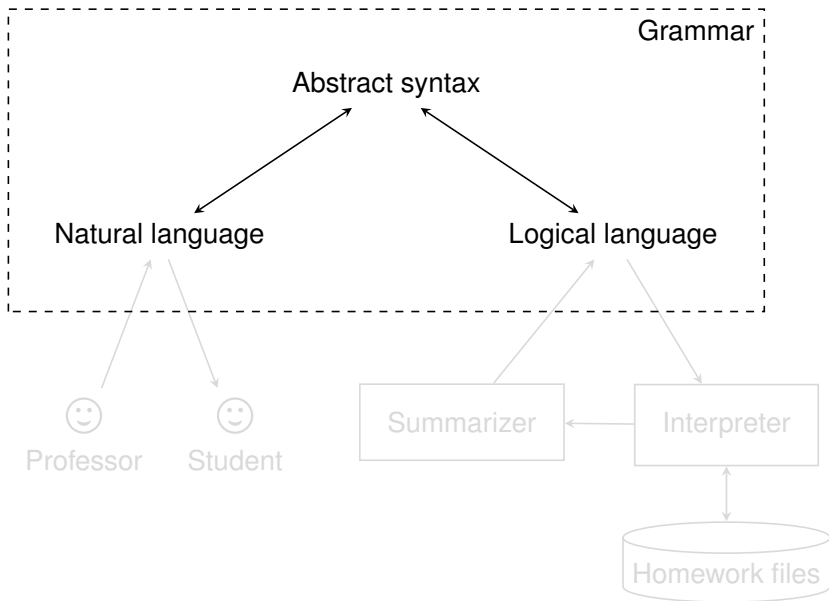 Grammar
Abstract syntax
Natural language
Logical language
Summarizer
Interpreter
Professor
Student
Homework files